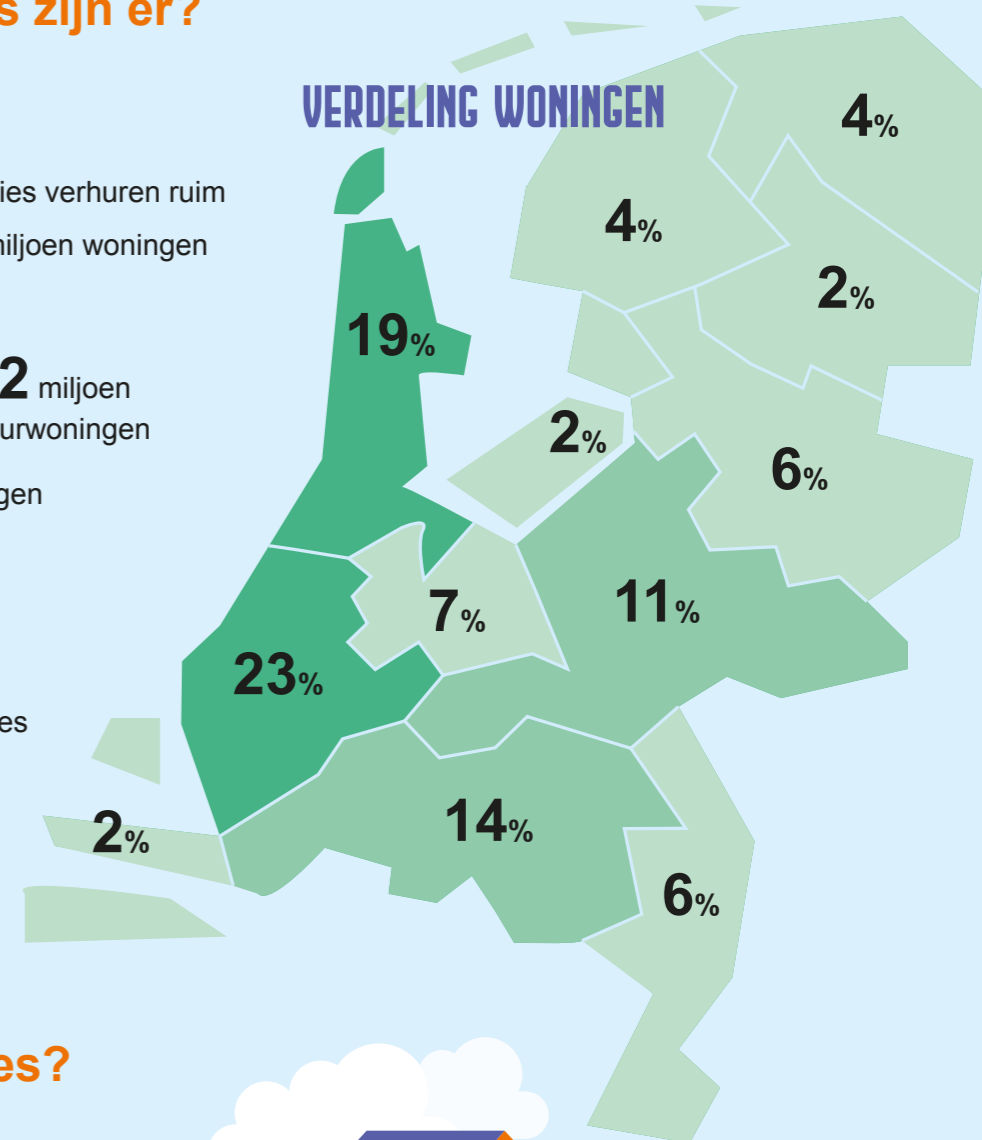 s zijn er?
VERDELING WONINGEN
4%
ies verhuren ruim
4%
miljoen woningen
2%
19%
2 miljoen
urwoningen
2%
6%
gen
11%
7%
23%
es
14%
2%
6%
es?